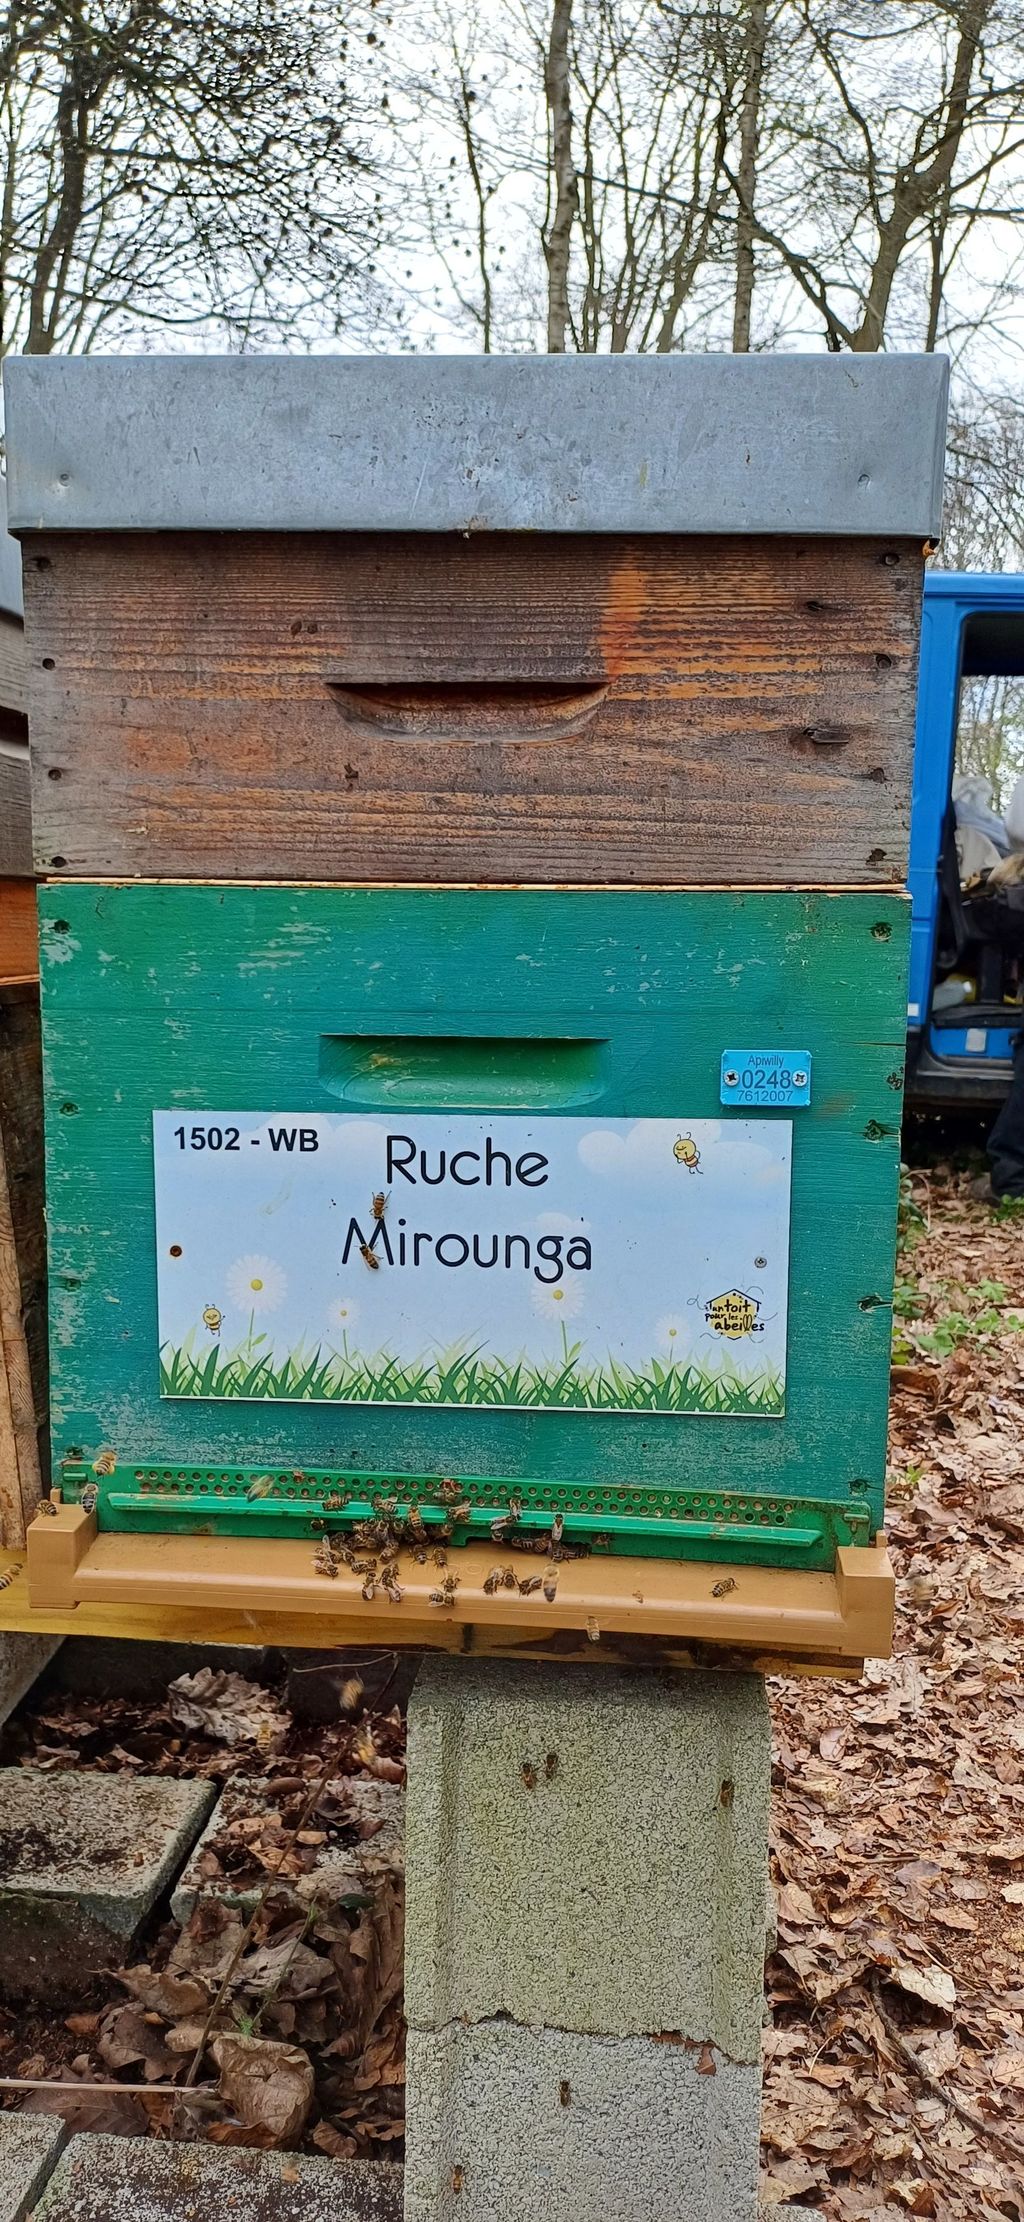 Apiwilly
0248
7612007
1502 - WB
Ruche
Mirounga
un toit
pour les
abeilles